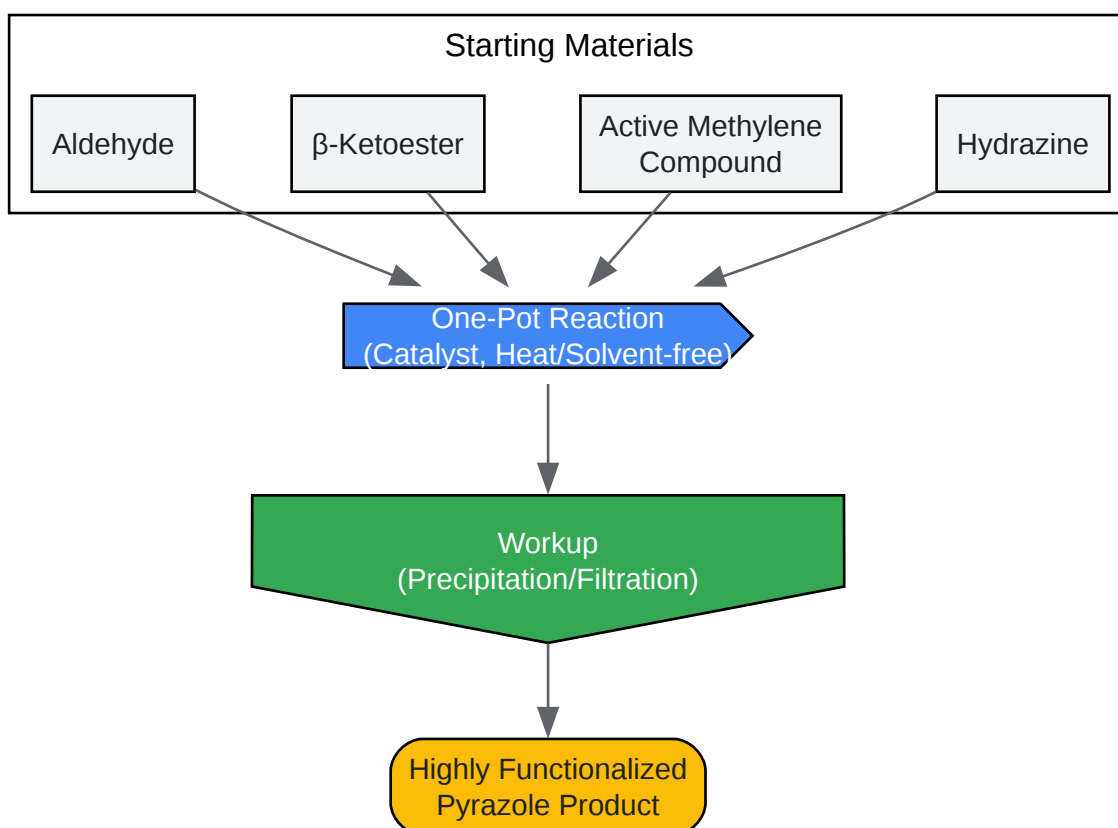 Starting Materials
Aldehyde
β-Ketoester
Active Methylene
Compound
Hydrazine
One-Pot Reaction
(Catalyst, Heat/Solvent-free)
Workup
(Precipitation/Filtration)
Highly Functionalized
Pyrazole Product